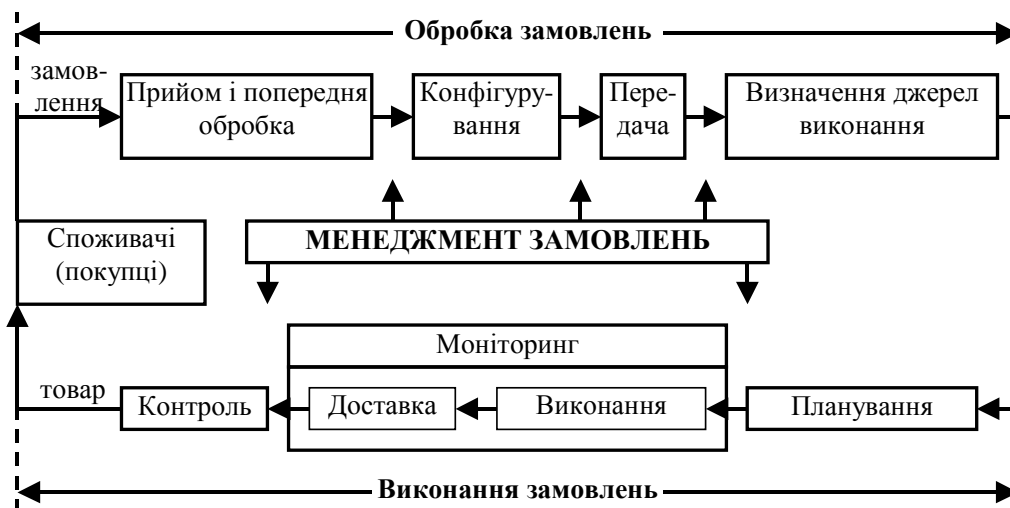 Обробка замовлень
замов-
лення
Прийом і попередня
обробка
Конфігуру-
вання
Пере-
дача
Визначення джерел
виконання
Споживачі
(покупці)
МЕНЕДЖМЕНТ ЗАМОВЛЕНЬ
Моніторинг
товар
Контроль
Доставка
Виконання
Планування
Виконання замовлень